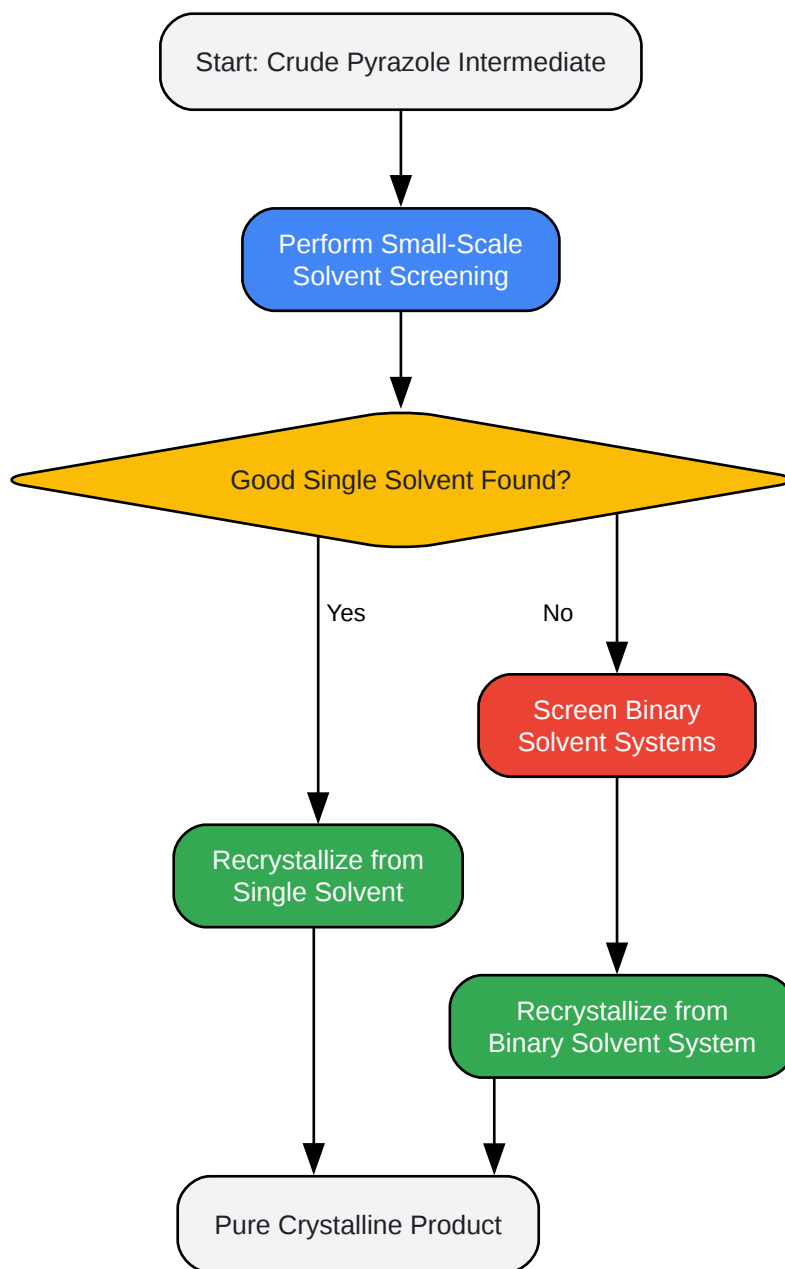 Start: Crude Pyrazole Intermediate
Perform Small-Scale
Solvent Screening
Good Single Solvent Found?
Yes
No
Screen Binary
Solvent Systems
Recrystallize from
Single Solvent
Recrystallize from
Binary Solvent System
Pure Crystalline Product